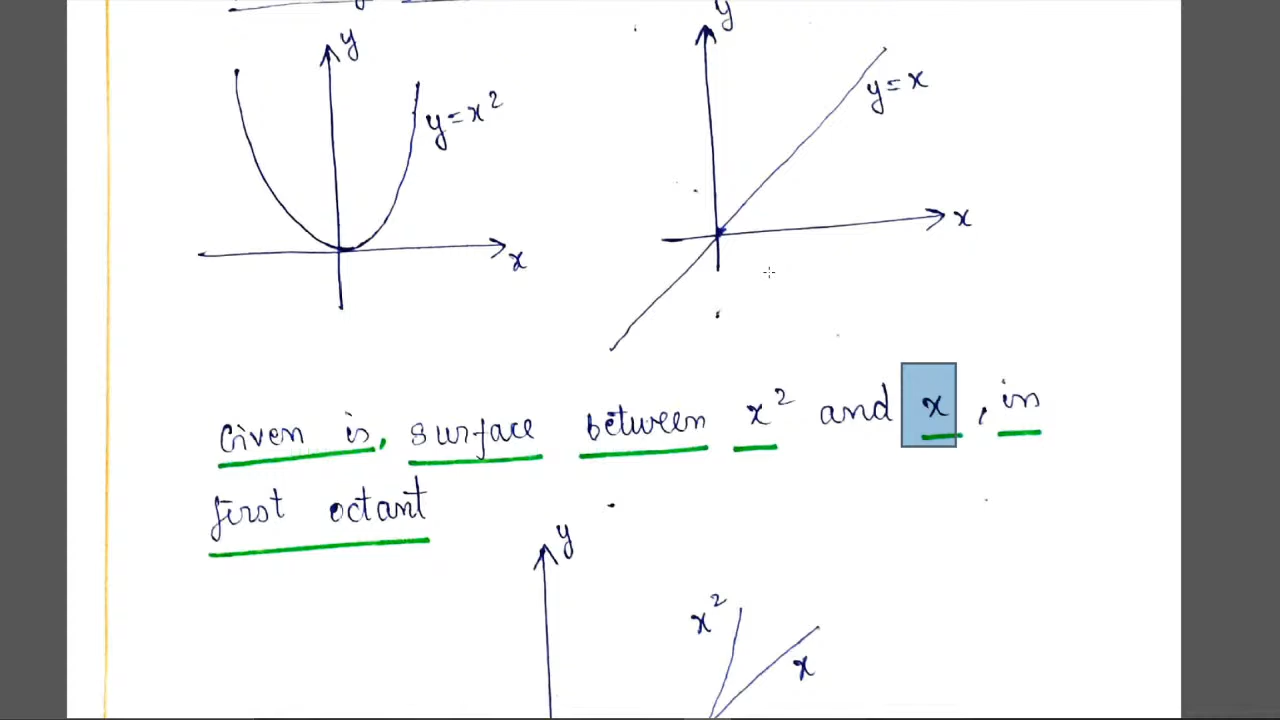 y
y
y=x²
y=x
x
x
Given is, surface between x² and x, in
first octant
y
x²
x